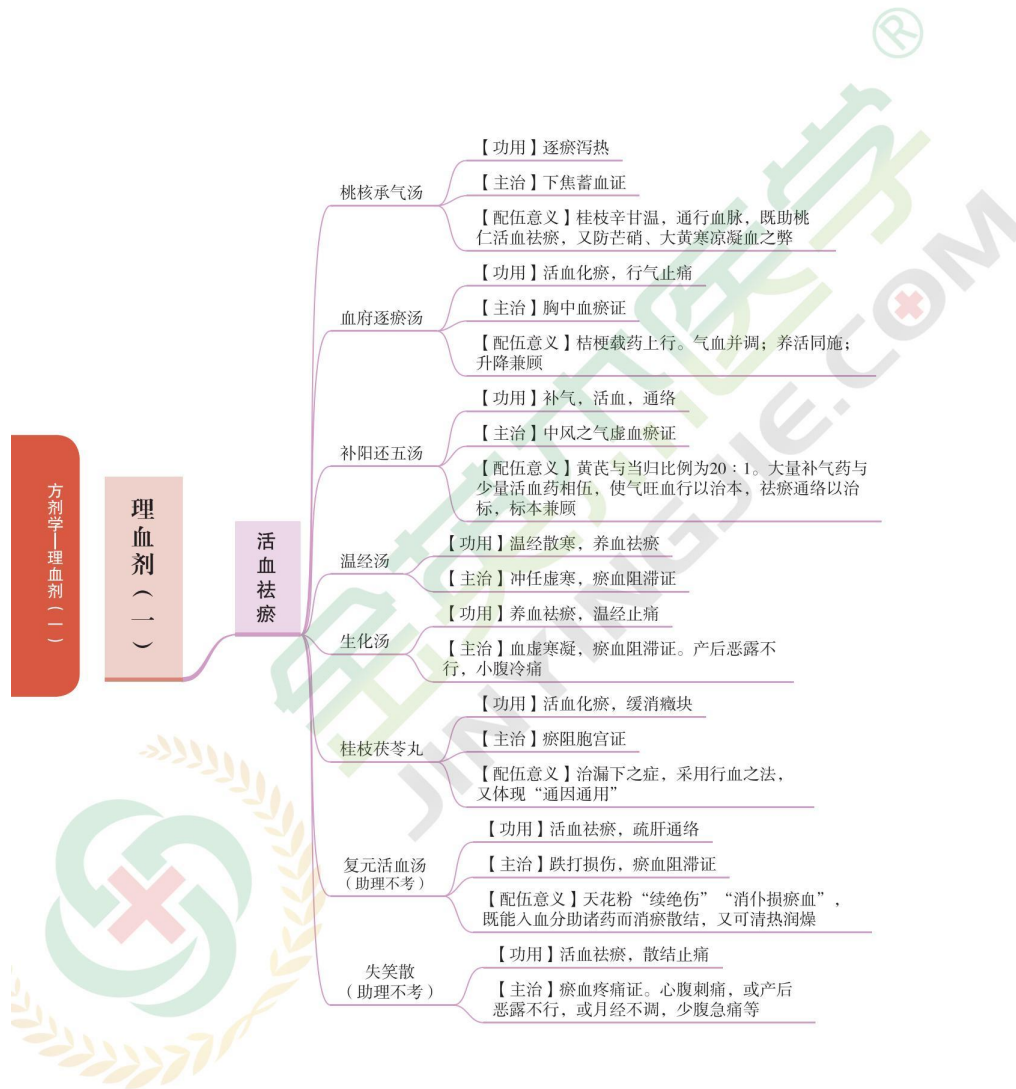 方剂学—理血剂（一）
理血剂（一）
活血祛瘀
桃核承气汤
【功用】逐瘀泻热
【主治】下焦蓄血证
【配伍意义】桂枝辛甘温，通行血脉，既助桃
仁活血祛瘀，又防芒硝、大黄寒凉凝血之弊
血府逐瘀汤
【功用】活血化瘀，行气止痛
【主治】胸中血瘀证
【配伍意义】桔梗载药上行。气血并调；养活同施；
升降兼顾
补阳还五汤
【功用】补气，活血，通络
【主治】中风之气虚血瘀证
【配伍意义】黄芪与当归比例为20：1。大量补气药与
少量活血药相伍，使气旺血行以治本，祛瘀通络以治
标，标本兼顾
温经汤
【功用】温经散寒，养血祛瘀
【主治】冲任虚寒，瘀血阻滞证
生化汤
【功用】养血祛瘀，温经止痛
【主治】血虚寒凝，瘀血阻滞证。产后恶露不
行，小腹冷痛
桂枝茯苓丸
【功用】活血化瘀，缓消癥块
【主治】瘀阻胞宫证
【配伍意义】治漏下之症，采用行血之法，
又体现“通因通用”
复元活血汤
（助理不考）
【功用】活血祛瘀，疏肝通络
【主治】跌打损伤，瘀血阻滞证
【配伍意义】天花粉“续绝伤”“消仆损瘀血”，
既能入血分助诸药而消瘀散结，又可清热润燥
失笑散
（助理不考）
【功用】活血祛瘀，散结止痛
【主治】瘀血疼痛证。心腹刺痛，或产后
恶露不行，或月经不调，少腹急痛等
金英杰医学®
JINYINGJIE.COM